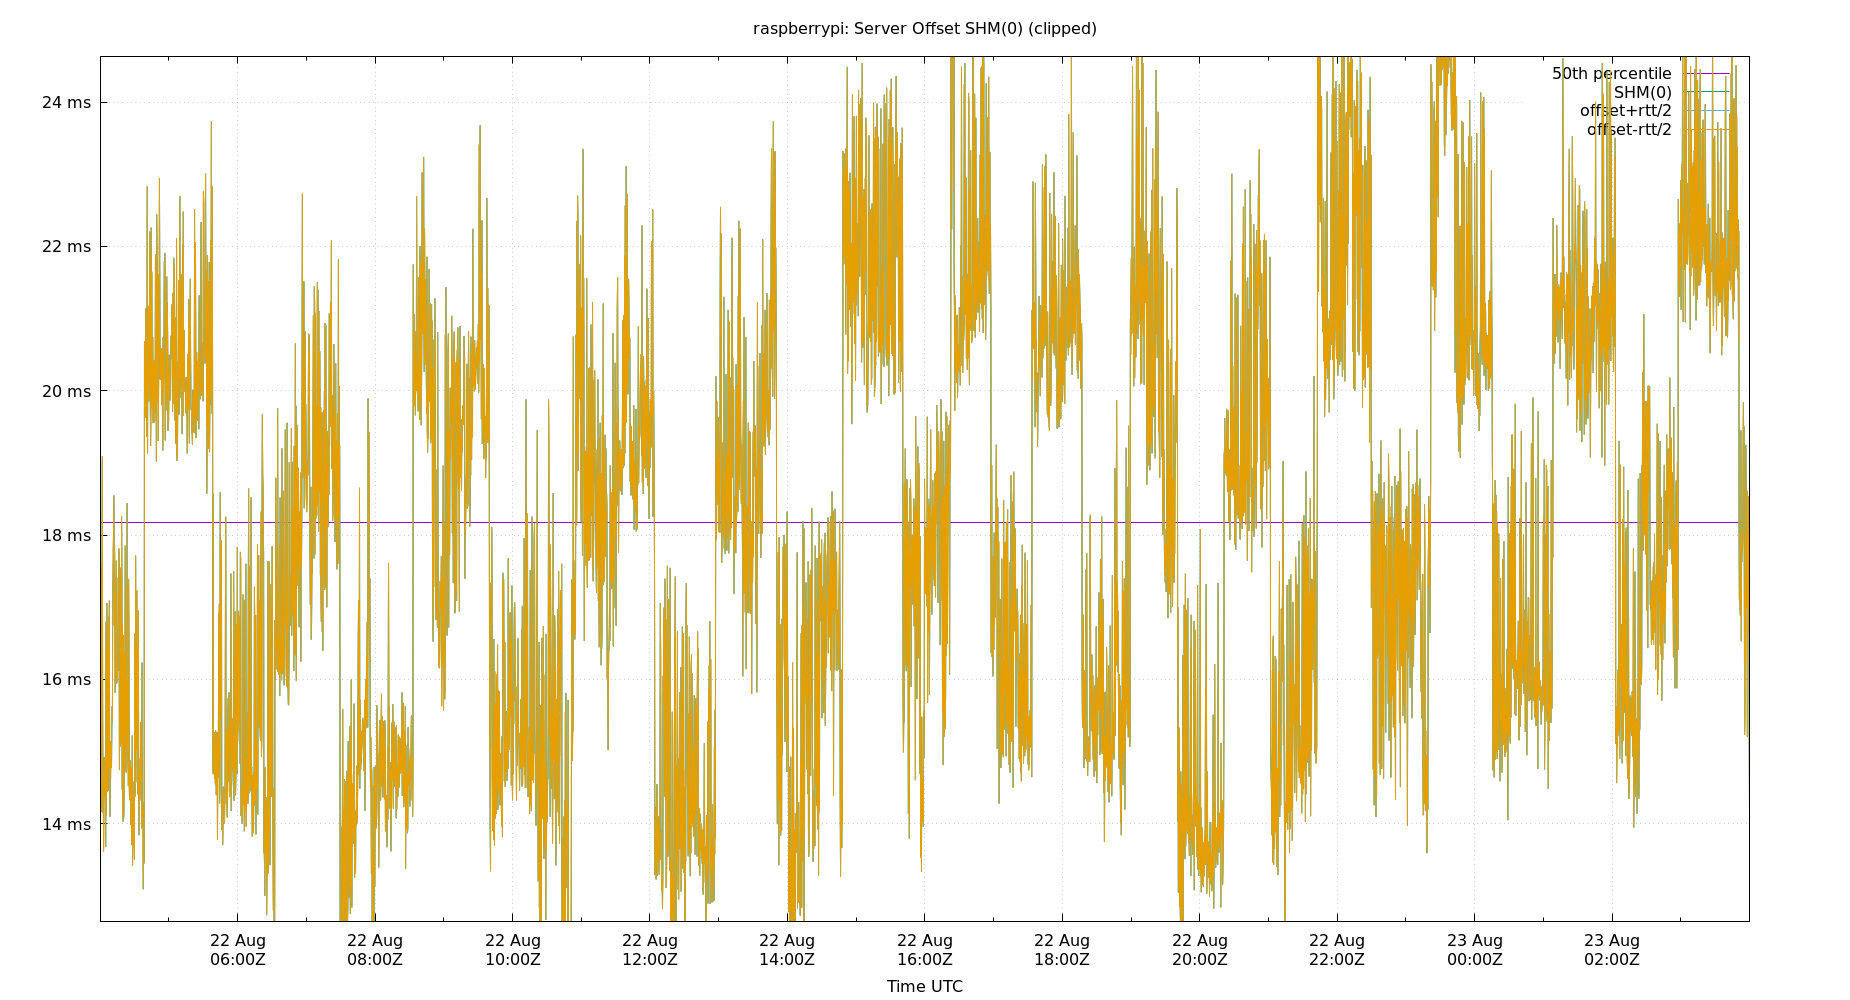 raspberrypi: Server Offset SHM(0) (clipped)
50th percentile
SHM(0)
offset+rtt/2
offset-rtt/2
24 ms
22 ms
20 ms
18 ms
16 ms
14 ms
22 Aug 22 Aug 22 Aug 22 Aug 22 Aug 22 Aug 22 Aug 22 Aug 22 Aug 23 Aug 23 Aug
06:00Z 08:00Z 10:00Z 12:00Z 14:00Z 16:00Z 18:00Z 20:00Z 22:00Z 00:00Z 02:00Z
Time UTC